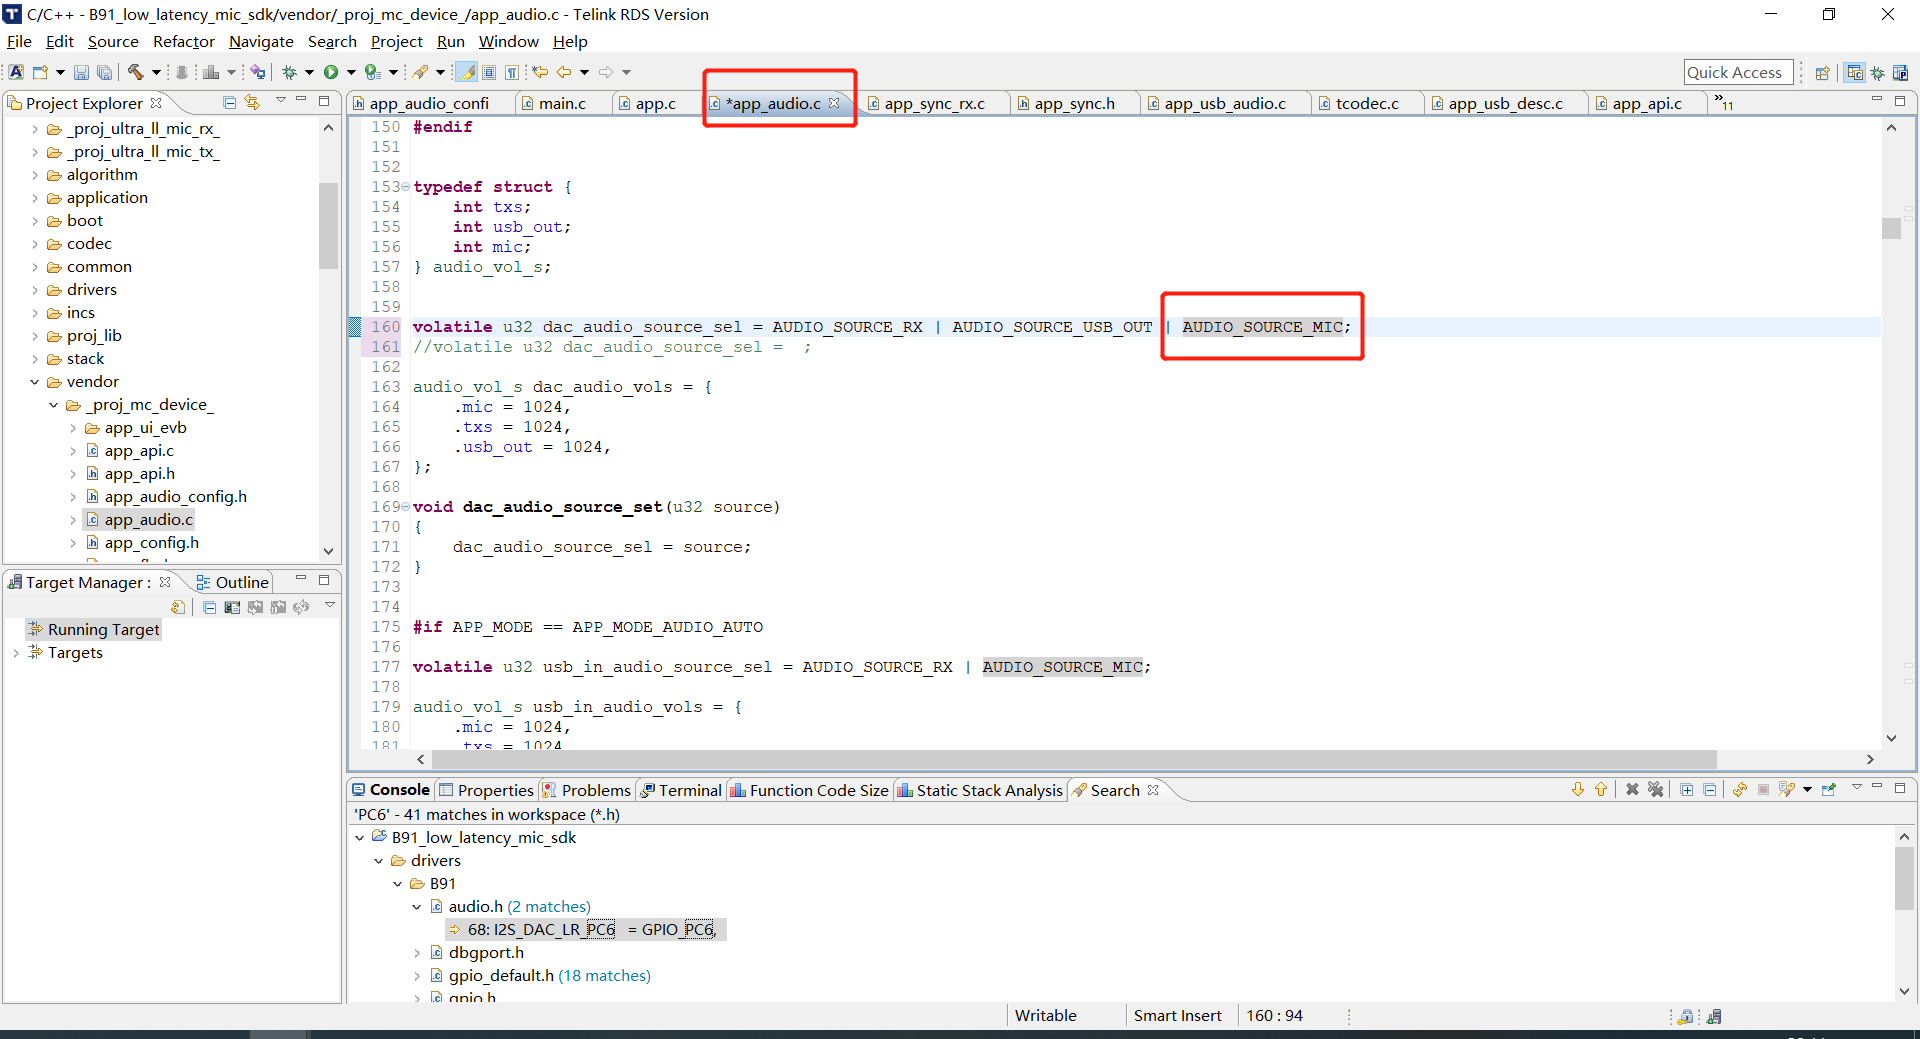 C/C++ - B91_low_latency_mic_sdk/vendor/_proj_mc_device_/app_audio.c - Telink RDS Version
File Edit Source Refactor Navigate Search Project Run Window Help
Quick Access
Project Explorer
_proj_ultra_ll_mic_rx_
_proj_ultra_ll_mic_tx_
algorithm
application
boot
codec
common
drivers
incs
proj_lib
stack
vendor
_proj_mc_device_
app_ui_evb
app_api.c
app_api.h
app_audio_config.h
app_audio.c
app_config.h
Target Manager :
Outline
Running Target
Targets
app_audio_confi main.c app.c *app_audio.c app_sync_rx.c app_sync.h app_usb_audio.c tcodec.c app_usb_desc.c app_api.c »11
150 #endif
151
152
153 typedef struct {
154 int txs;
155 int usb_out;
156 int mic;
157 } audio_vol_s;
158
159
160 volatile u32 dac_audio_source_sel = AUDIO_SOURCE_RX | AUDIO_SOURCE_USB_OUT | AUDIO_SOURCE_MIC;
161 //volatile u32 dac_audio_source_sel = ;
162
163 audio_vol_s dac_audio_vols = {
164 .mic = 1024,
165 .txs = 1024,
166 .usb_out = 1024,
167 };
168
169 void dac_audio_source_set(u32 source)
170 {
171 dac_audio_source_sel = source;
172 }
173
174
175 #if APP_MODE == APP_MODE_AUDIO_AUTO
176
177 volatile u32 usb_in_audio_source_sel = AUDIO_SOURCE_RX | AUDIO_SOURCE_MIC;
178
179 audio_vol_s usb_in_audio_vols = {
180 .mic = 1024,
181 .txs = 1024
Console Properties Problems Terminal Function Code Size Static Stack Analysis Search
'PC6' - 41 matches in workspace (*.h)
B91_low_latency_mic_sdk
drivers
B91
audio.h (2 matches)
68: I2S_DAC_LR_PC6 = GPIO_PC6,
dbgport.h
gpio_default.h (18 matches)
gpio.h
Writable Smart Insert 160 : 94